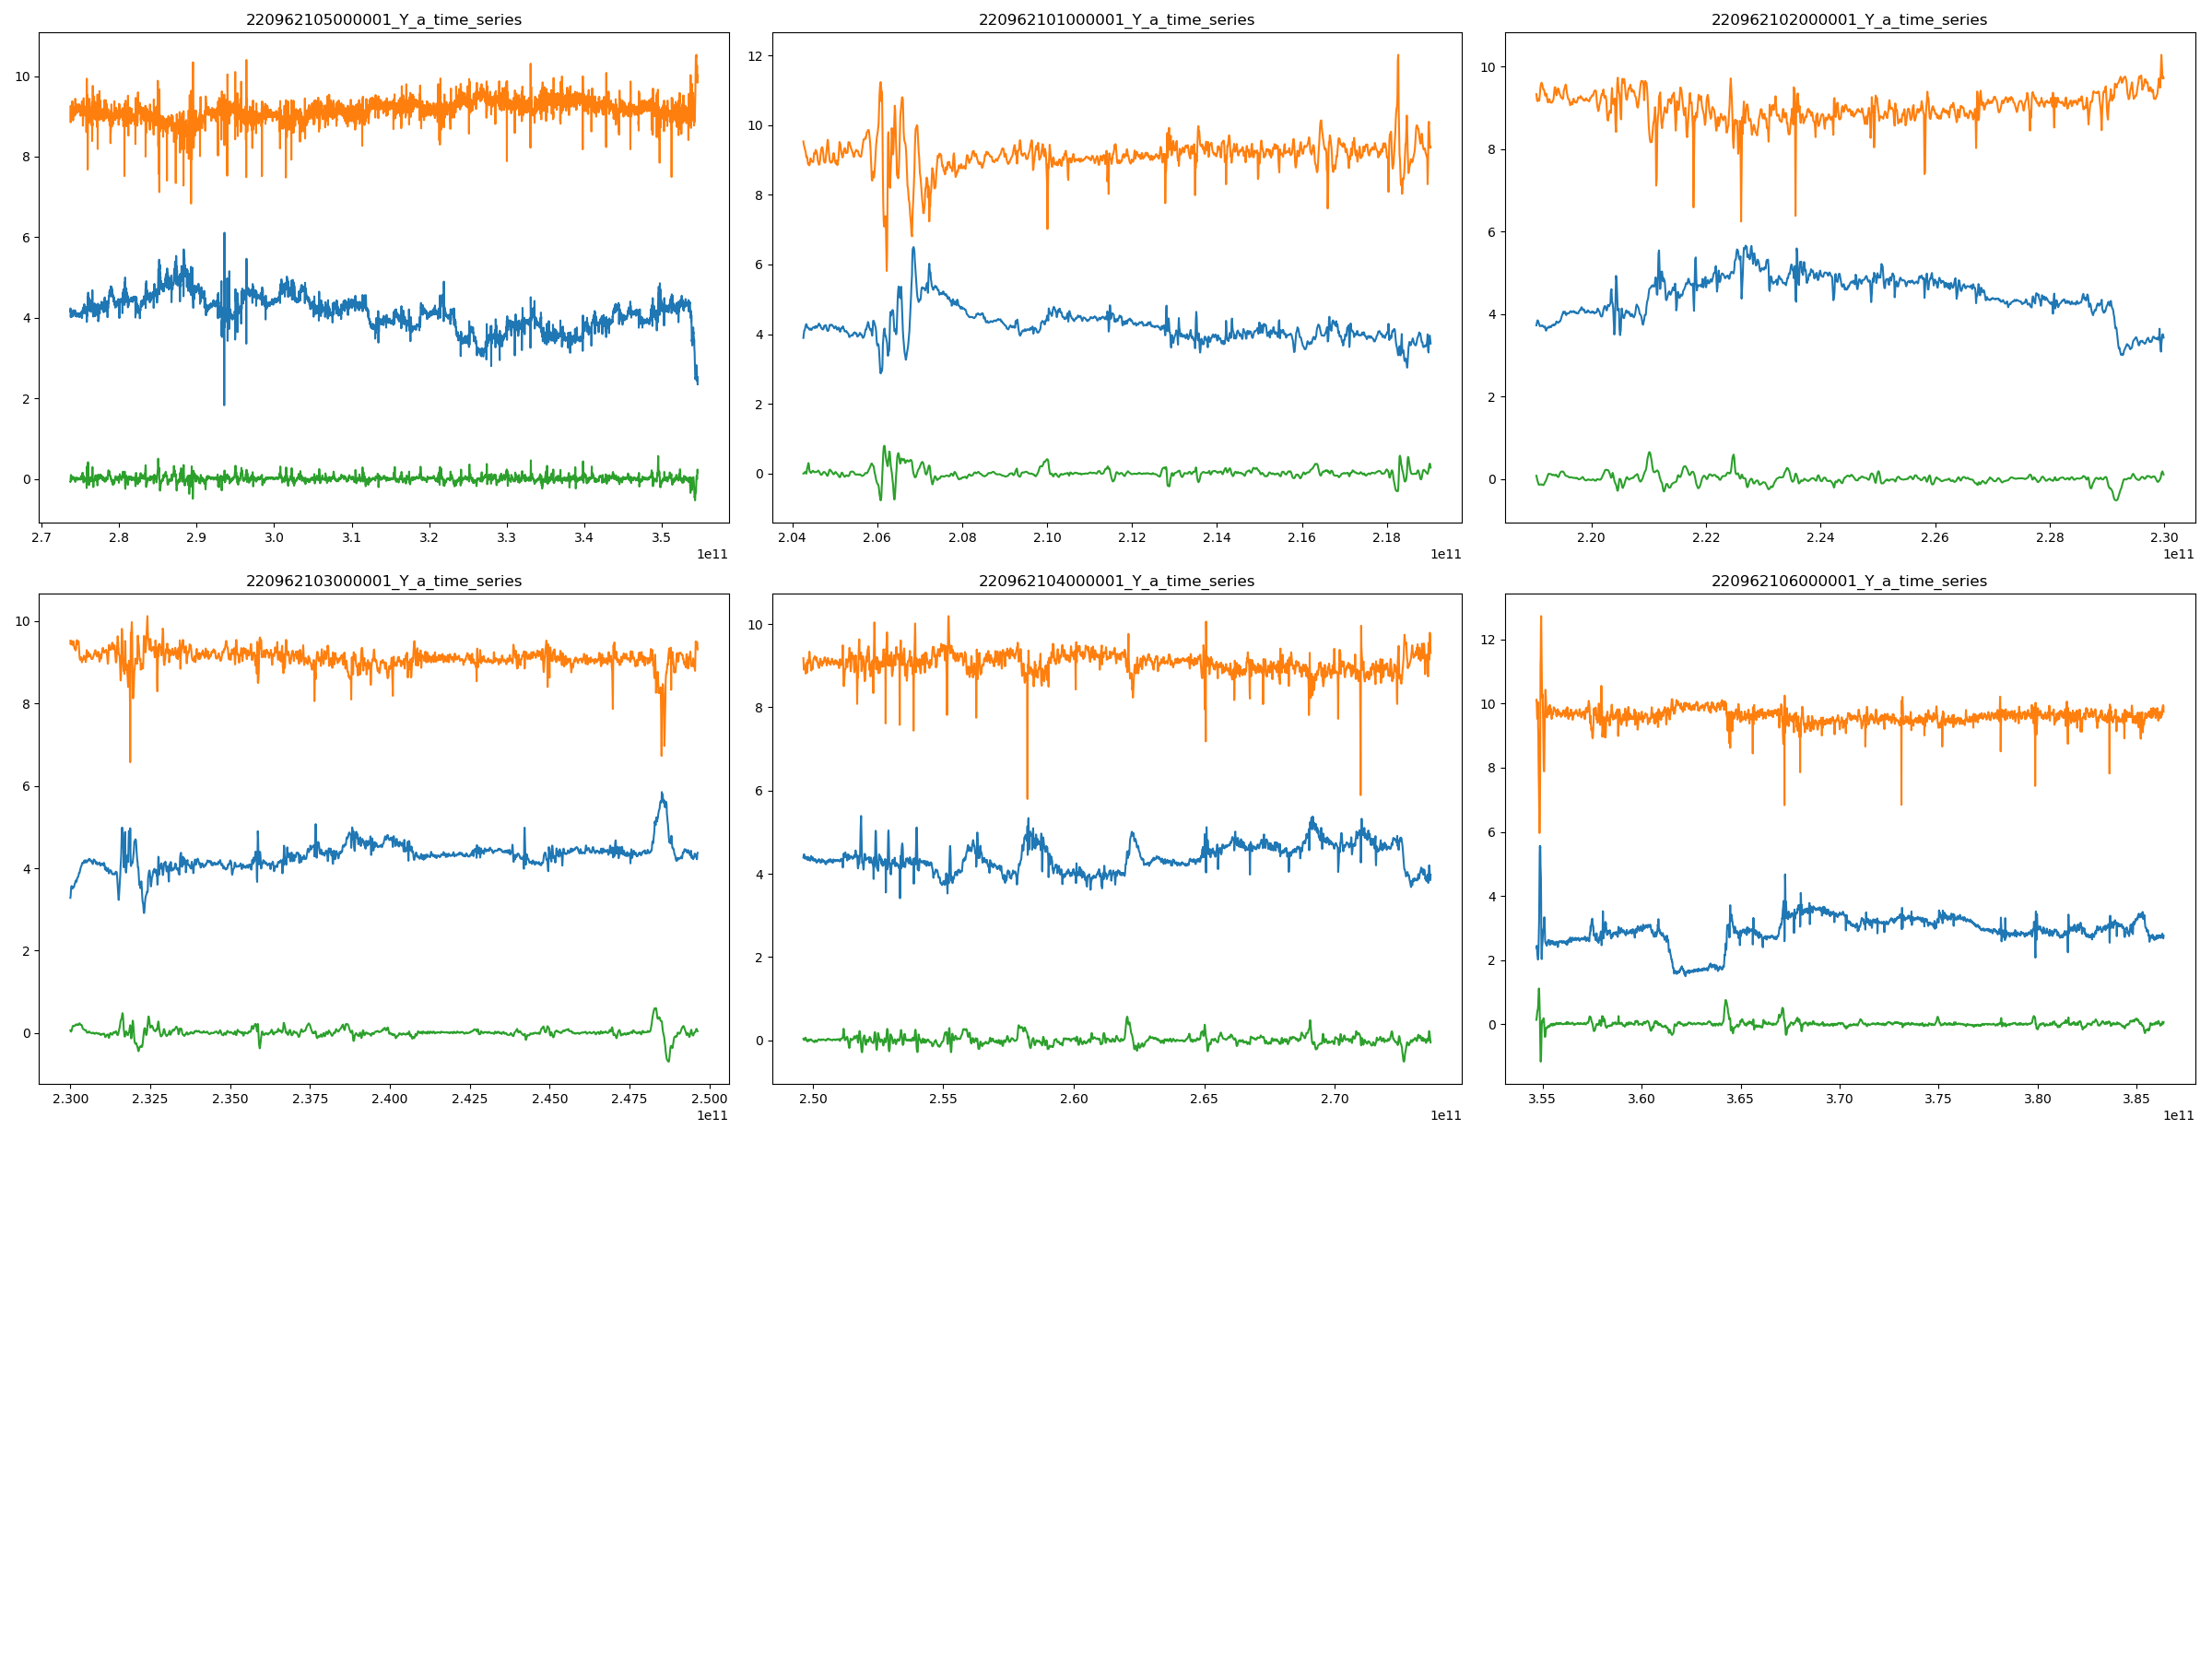 220962105000001_Y_a_time_series
220962101000001_Y_a_time_series
220962102000001_Y_a_time_series
10
8
6
4
2
0
2.7 2.8 2.9 3.0 3.1 3.2 3.3 3.4 3.5
1e11
12
10
8
6
4
2
0
2.04 2.06 2.08 2.10 2.12 2.14 2.16 2.18
1e11
10
8
6
4
2
0
2.20 2.22 2.24 2.26 2.28 2.30
1e11
220962103000001_Y_a_time_series
220962104000001_Y_a_time_series
220962106000001_Y_a_time_series
10
8
6
4
2
0
2.300 2.325 2.350 2.375 2.400 2.425 2.450 2.475 2.500
1e11
10
8
6
4
2
0
2.50 2.55 2.60 2.65 2.70
1e11
12
10
8
6
4
2
0
3.55 3.60 3.65 3.70 3.75 3.80 3.85
1e11